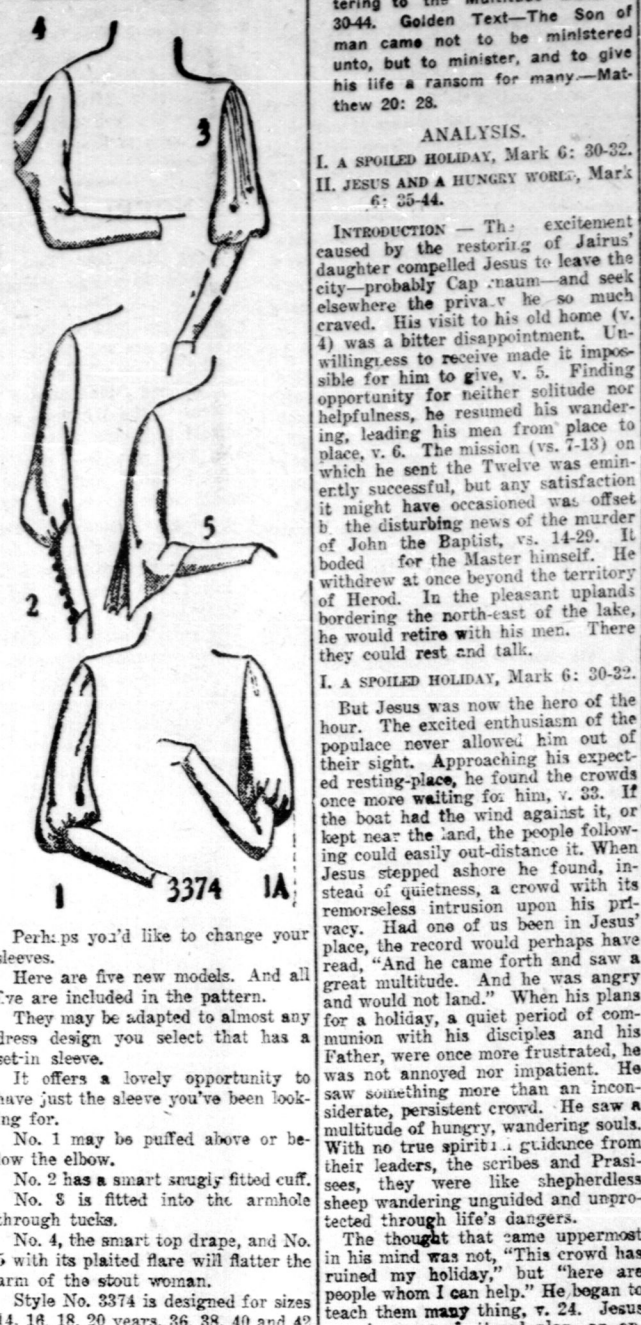 4
3
5
2
1
3374
1A
Perhaps you'd like to change your
sleeves.
Here are five new models. And all
five are included in the pattern.
They may be adapted to almost any
dress design you select that has a
set-in sleeve.
It offers a lovely opportunity to
have just the sleeve you've been look-
ing for.
No. 1 may be puffed above or be-
low the elbow.
No. 2 has a smart snugly fitted cuff.
No. 3 is fitted into the armhole
through tucks.
No. 4, the smart top drape, and No.
5 with its plaited flare will flatter the
arm of the stout woman.
Style No. 3374 is designed for sizes
14, 16, 18, 20 years, 36, 38, 40 and 42
tering to the
30-44. Golden Text—The Son of
man came not to be ministered
unto, but to minister, and to give
his life a ransom for many.—Mat-
thew 20: 28.
ANALYSIS.
I. A SPOILED HOLIDAY, Mark 6: 30-32.
II. JESUS AND A HUNGRY WORLD, Mark
6: 35-44.
INTRODUCTION — The excitement
caused by the restoring of Jairus'
daughter compelled Jesus to leave the
city—probably Cap rnaum—and seek
elsewhere the priva y he so much
craved. His visit to his old home (v.
4) was a bitter disappointment. Un-
willingness to receive made it impos-
sible for him to give, v. 5. Finding
opportunity for neither solitude nor
helpfulness, he resumed his wander-
ing, leading his men from place to
place, v. 6. The mission (vs. 7-13) on
which he sent the Twelve was emin-
ently successful, but any satisfaction
it might have occasioned was offset
b the disturbing news of the murder
of John the Baptist, vs. 14-29. It
boded for the Master himself. He
withdrew at once beyond the territory
of Herod. In the pleasant uplands
bordering the north-east of the lake,
he would retire with his men. There
they could rest and talk.
I. A SPOILED HOLIDAY, Mark 6: 30-32.
But Jesus was now the hero of the
hour. The excited enthusiasm of the
populace never allowed him out of
their sight. Approaching his expect-
ed resting-place, he found the crowds
once more waiting for him, v. 33. If
the boat had the wind against it, or
kept near the land, the people follow-
ing could easily out-distance it. When
Jesus stepped ashore he found, in-
stead of quietness, a crowd with its
remorseless intrusion upon his pri-
vacy. Had one of us been in Jesus'
place, the record would perhaps have
read, "And he came forth and saw a
great multitude. And he was angry
and would not land." When his plans
for a holiday, a quiet period of com-
munion with his disciples and his
Father, were once more frustrated, he
was not annoyed nor impatient. He
saw something more than an incon-
siderate, persistent crowd. He saw a
multitude of hungry, wandering souls.
With no true spiritual guidance from
their leaders, the scribes and Prasi-
sees, they were like shepherdless
sheep wandering unguided and unpro-
tected through life's dangers.
The thought that came uppermost
in his mind was not, "This crowd has
ruined my holiday," but "here are
people whom I can help." He began to
teach them many thing, v. 24. Jesus